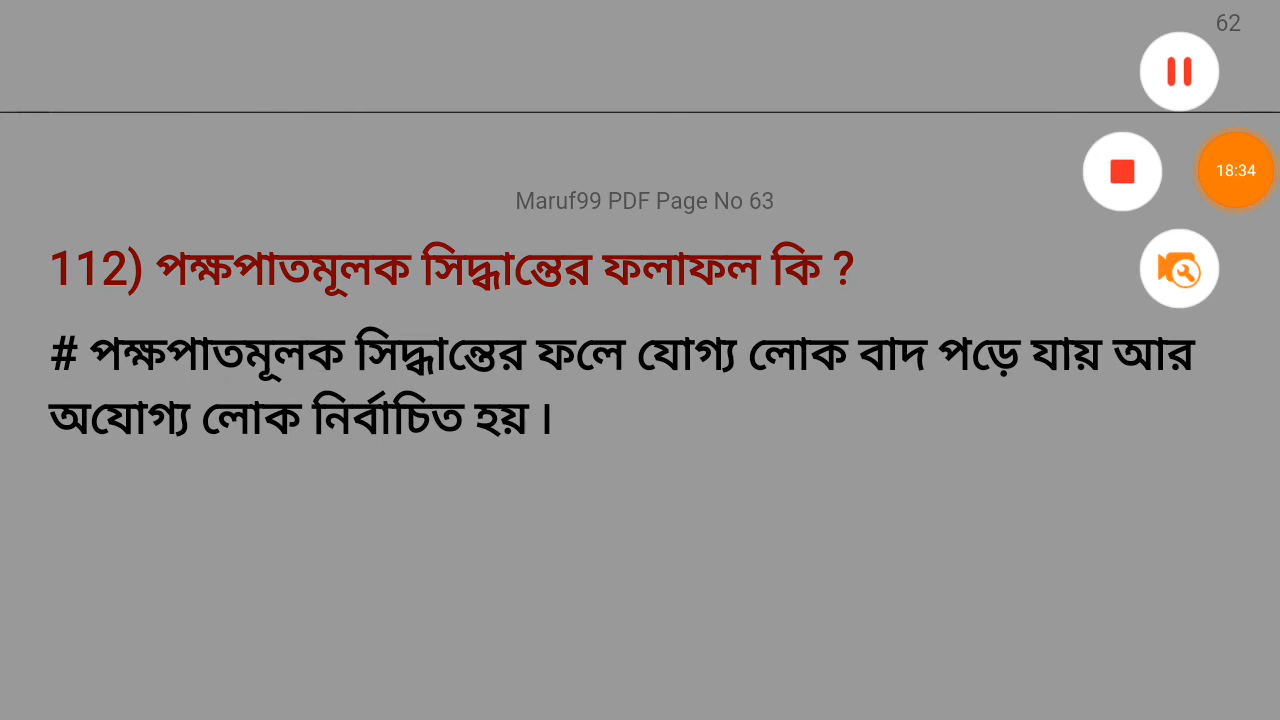 62
18:34
Maruf99 PDF Page No 63
112) পক্ষপাতমূলক সিদ্ধান্তের ফলাফল কি ?
# পক্ষপাতমূলক সিদ্ধান্তের ফলে যোগ্য লোক বাদ পড়ে যায় আর
অযোগ্য লোক নির্বাচিত হয় ।